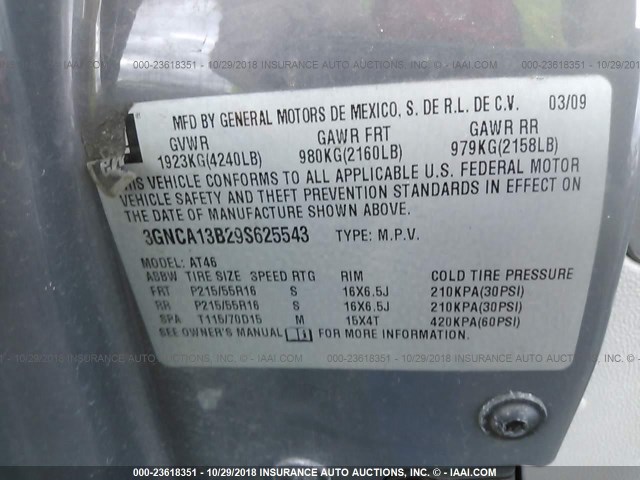 000-23618351 - 10/29/2018 INSURANCE AUTO AUCTIONS, INC. - © IAAI.COM
MFD BY GENERAL MOTORS DE MEXICO, S. DE R.L. DE C.V. 03/09
GVWR GAWR FRT GAWR RR
1923KG(4240LB) 980KG(2160LB) 979KG(2158LB)
THIS VEHICLE CONFORMS TO ALL APPLICABLE U.S. FEDERAL MOTOR
VEHICLE SAFETY AND THEFT PREVENTION STANDARDS IN EFFECT ON
THE DATE OF MANUFACTURE SHOWN ABOVE.
3GNCA13B29S625543 TYPE: M.P.V.
MODEL: AT46
ASBW TIRE SIZE SPEED RTG RIM COLD TIRE PRESSURE
FRT P215/55R16 S 16X6.5J 210KPA(30PSI)
RR P215/55R16 S 16X6.5J 210KPA(30PSI)
SPA T115/70D15 M 15X4T 420KPA(60PSI)
SEE OWNER'S MANUAL FOR MORE INFORMATION.
000-23618351 - 10/29/2018 INSURANCE AUTO AUCTIONS, INC. - © IAAI.COM